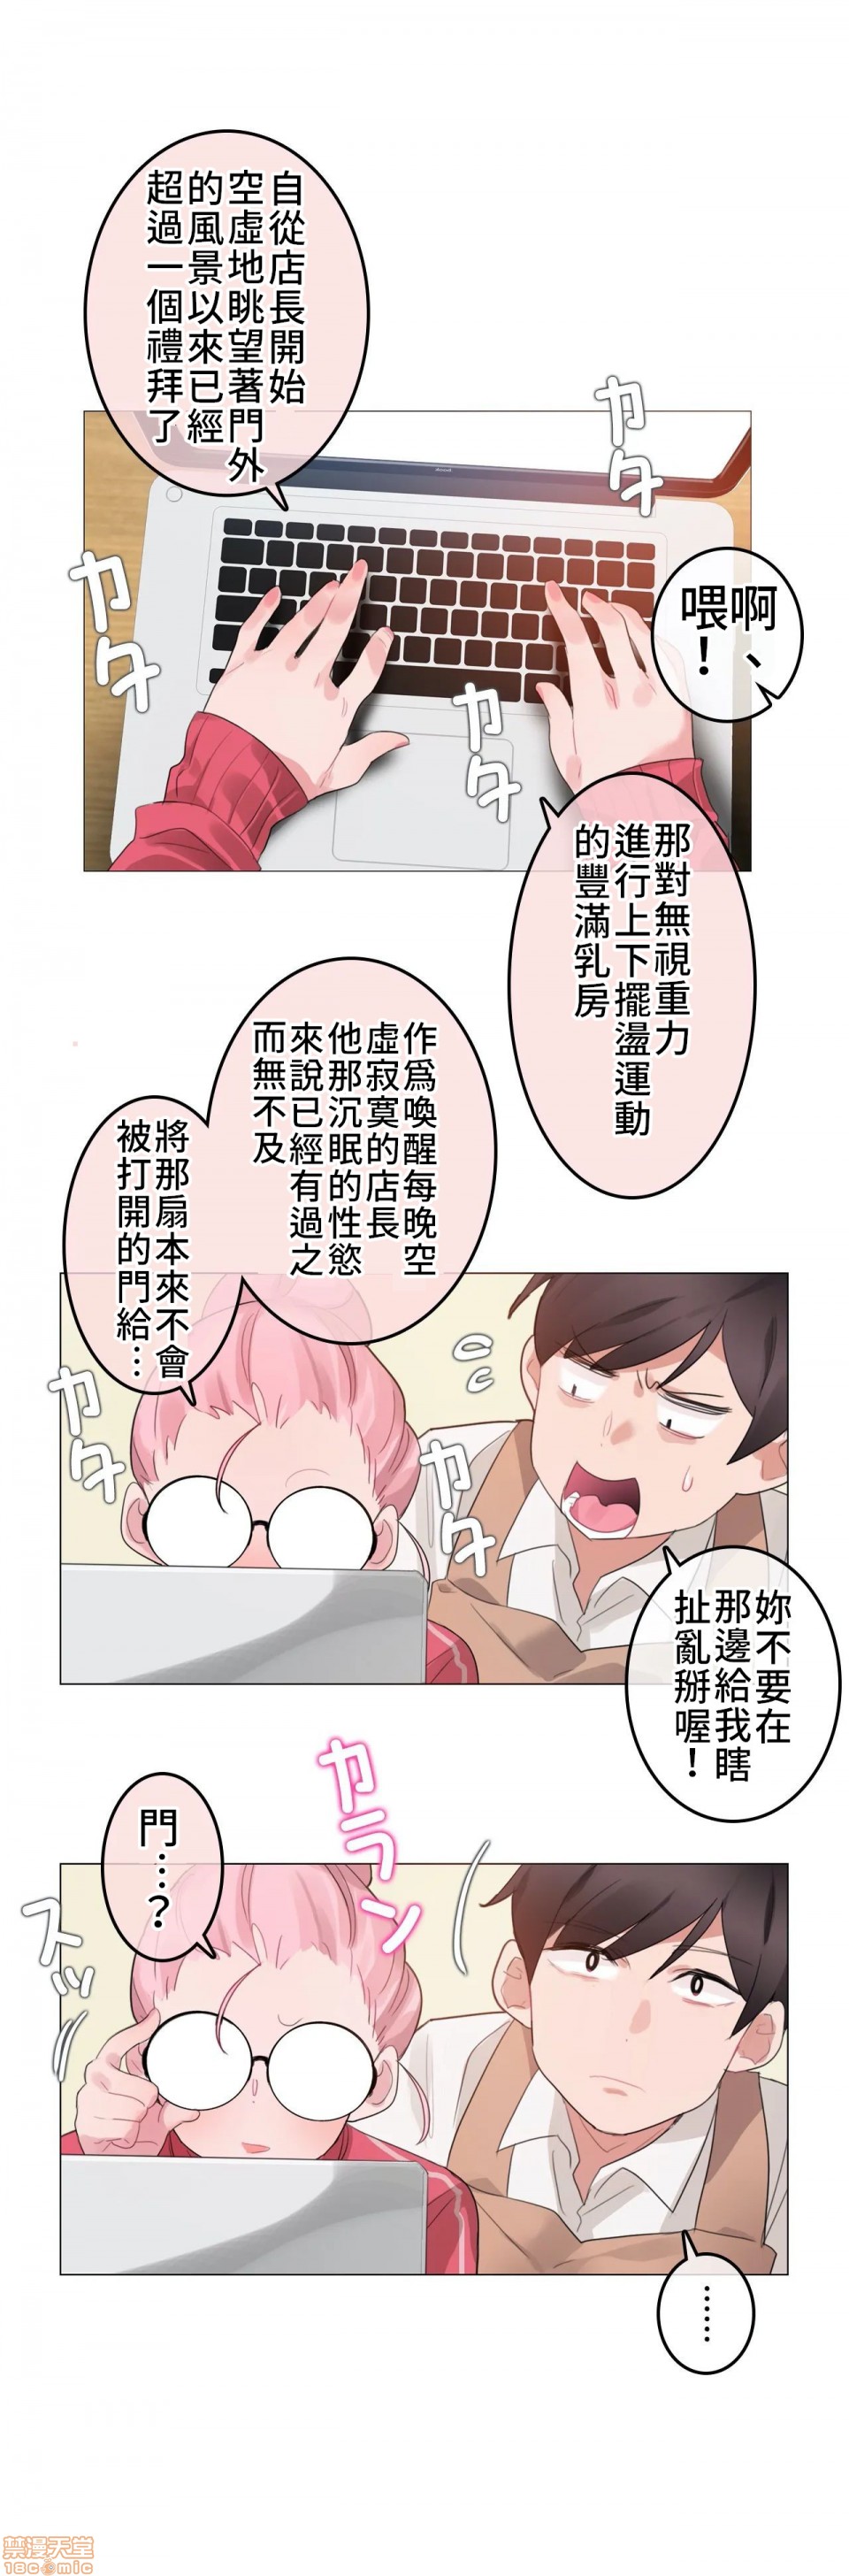 自從店長開始
空虛地眺望著門外
的風景以來已經
超過一個禮拜了
カタ
カタ
啊、
喂！
カタ
那對無視重力
進行上下擺盪運動
的豐滿乳房
作為喚醒每晚空
虛寂寞的店長
他那沉眠的性慾
來說已經有過之
而無不及
將那扇本來不會
被打開的門給⋯
カタ
カタ
妳不要在
那邊給我瞎
扯亂掰喔！
カラン
門⋯？
スッ
⋯⋯
禁漫天堂
18comic